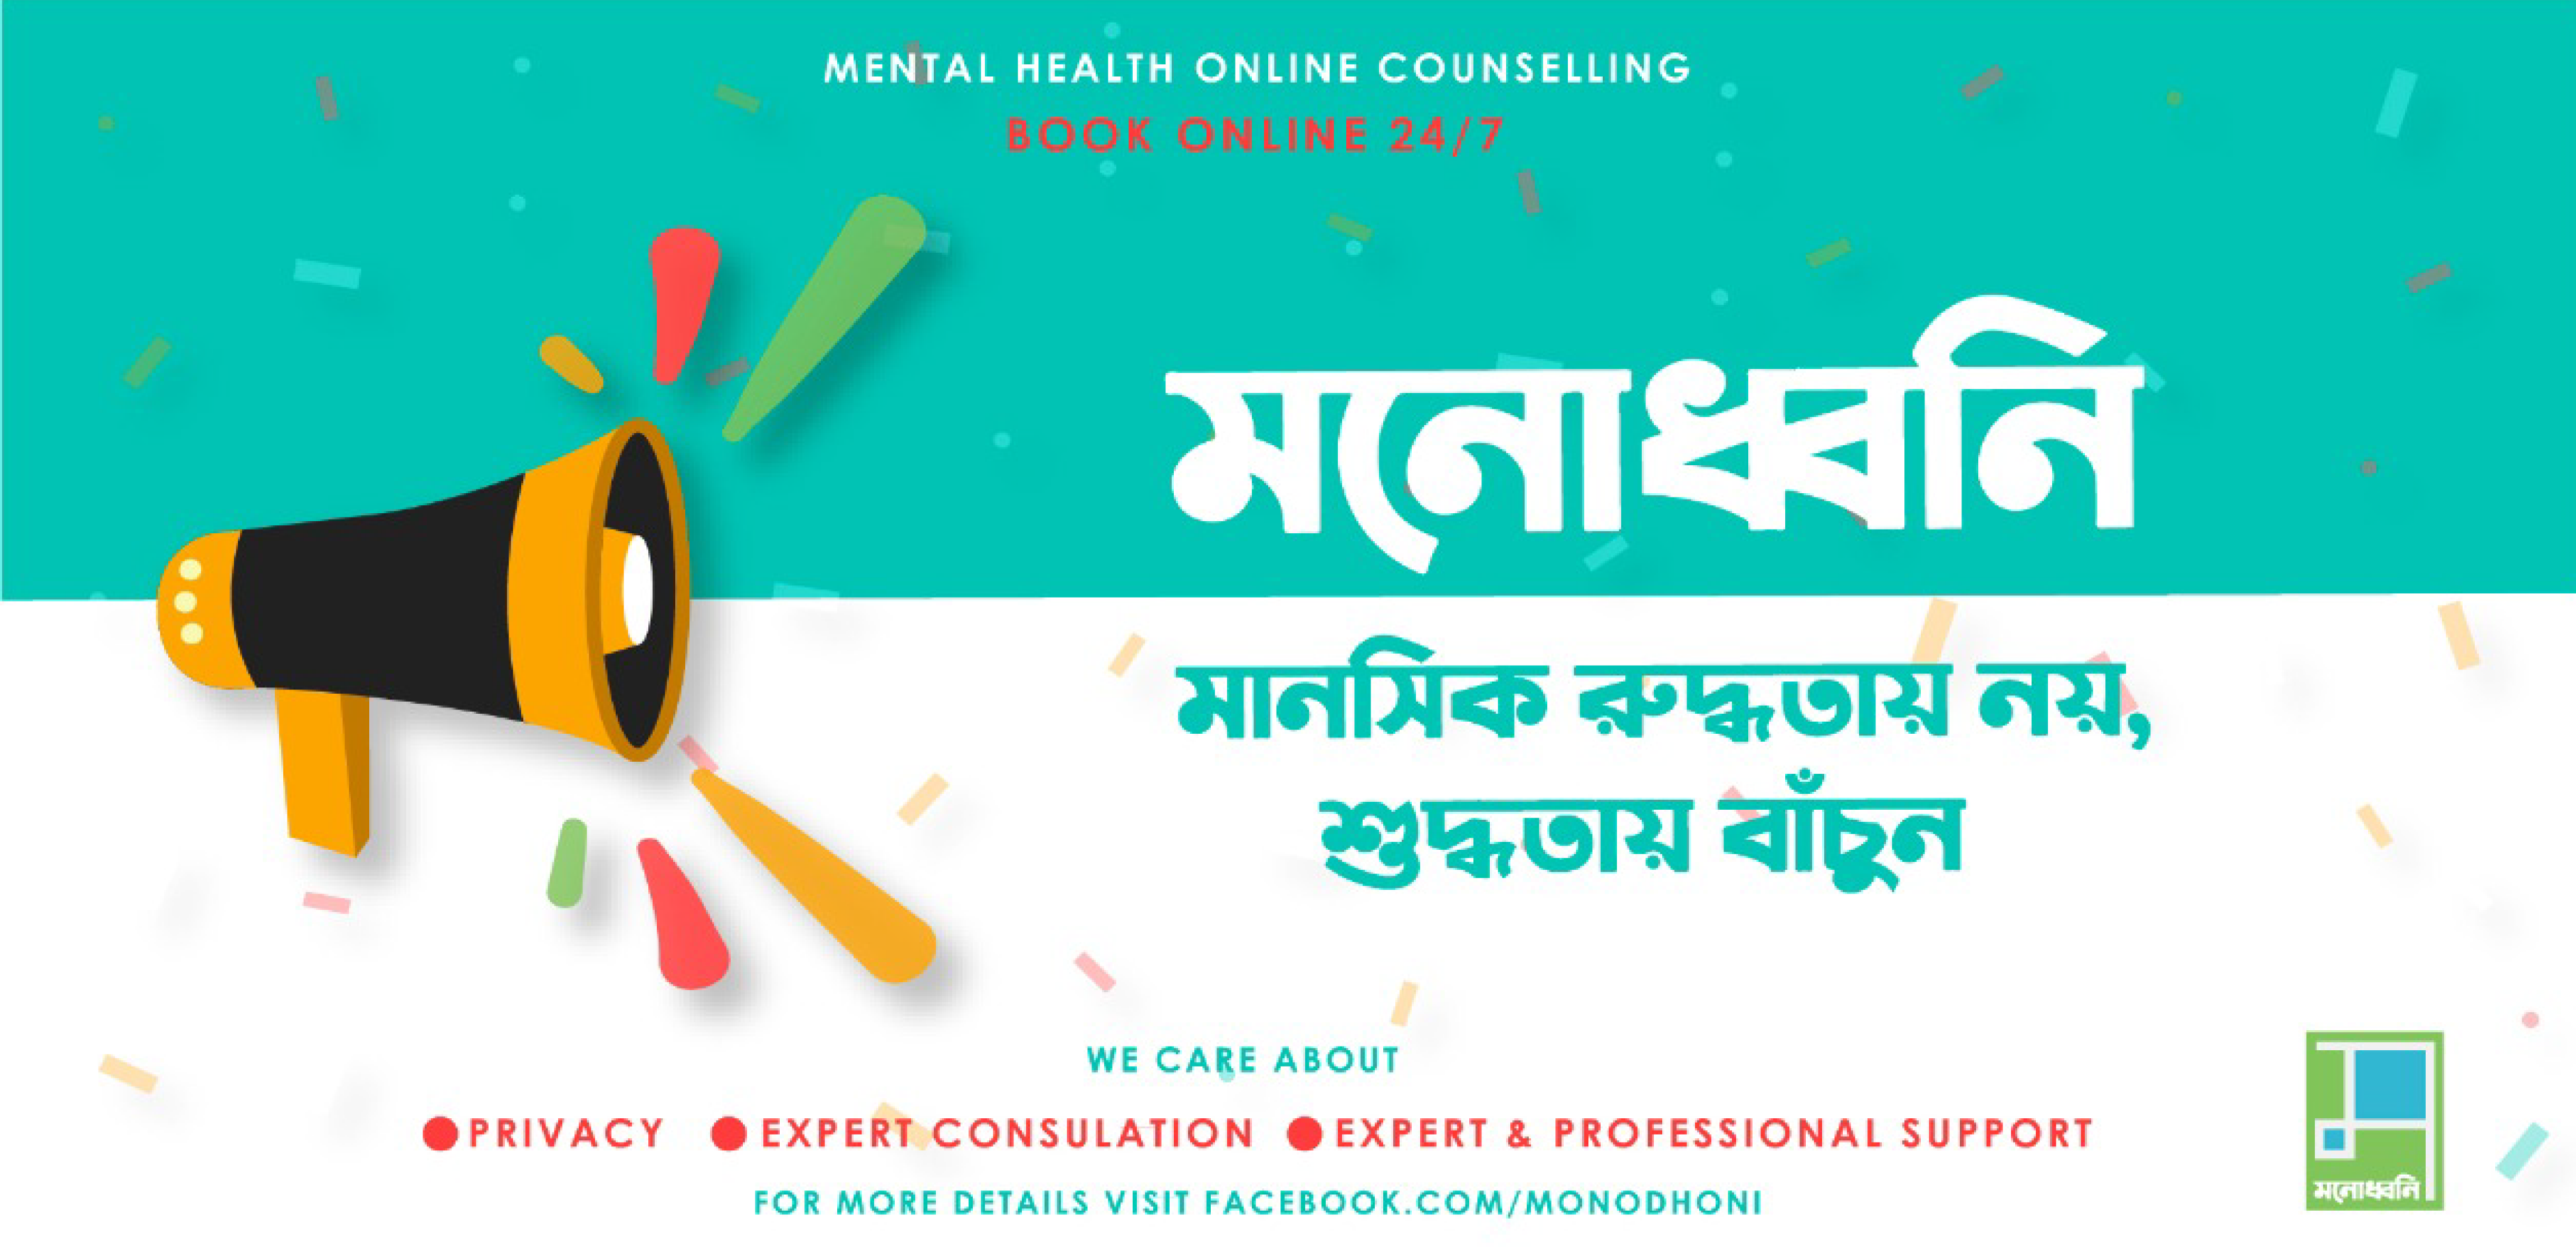 MENTAL HEALTH ONLINE COUNSELLING
BOOK ONLINE 24/7
মনোধ্বনি
মানসিক রুদ্ধতায় নয়,
শুদ্ধতায় বাঁচুন
WE CARE ABOUT
●PRIVACY ●EXPERT CONSULATION ●EXPERT & PROFESSIONAL SUPPORT
FOR MORE DETAILS VISIT FACEBOOK.COM/MONODHONI
মনোধ্বনি